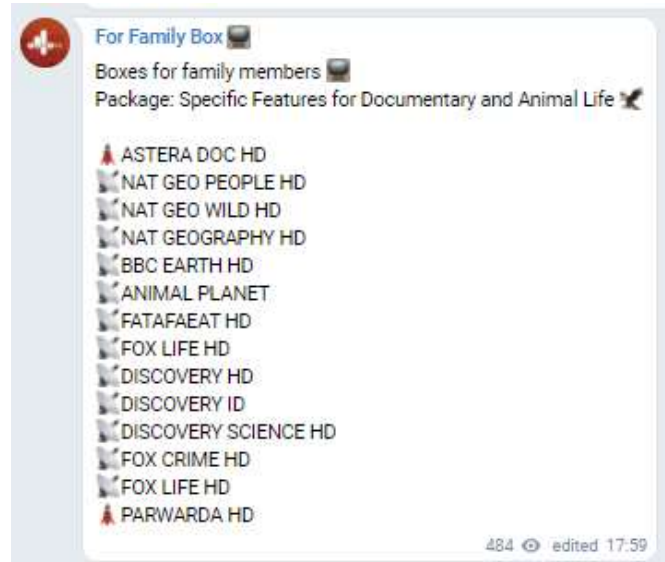 For Family Box
Boxes for family members
Package: Specific Features for Documentary and Animal Life
ASTERA DOC HD
NAT GEO PEOPLE HD
NAT GEO WILD HD
NAT GEOGRAPHY HD
BBC EARTH HD
ANIMAL PLANET
FATAFAEAT HD
FOX LIFE HD
DISCOVERY HD
DISCOVERY ID
DISCOVERY SCIENCE HD
FOX CRIME HD
FOX LIFE HD
PARWARDA HD
484 edited 17:59